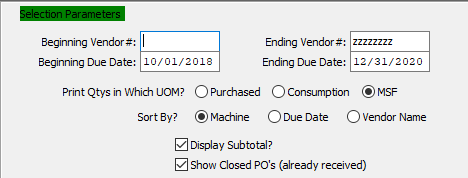 Selection Parameters
Beginning Vendor#: Ending Vendor#: zzzzzzzz
Beginning Due Date: 10/01/2018 Ending Due Date: 12/31/2020
Print Qtys in Which UOM? Purchased Consumption MSF
Sort By? Machine Due Date Vendor Name
Display Subtotal?
Show Closed PO's (already received)